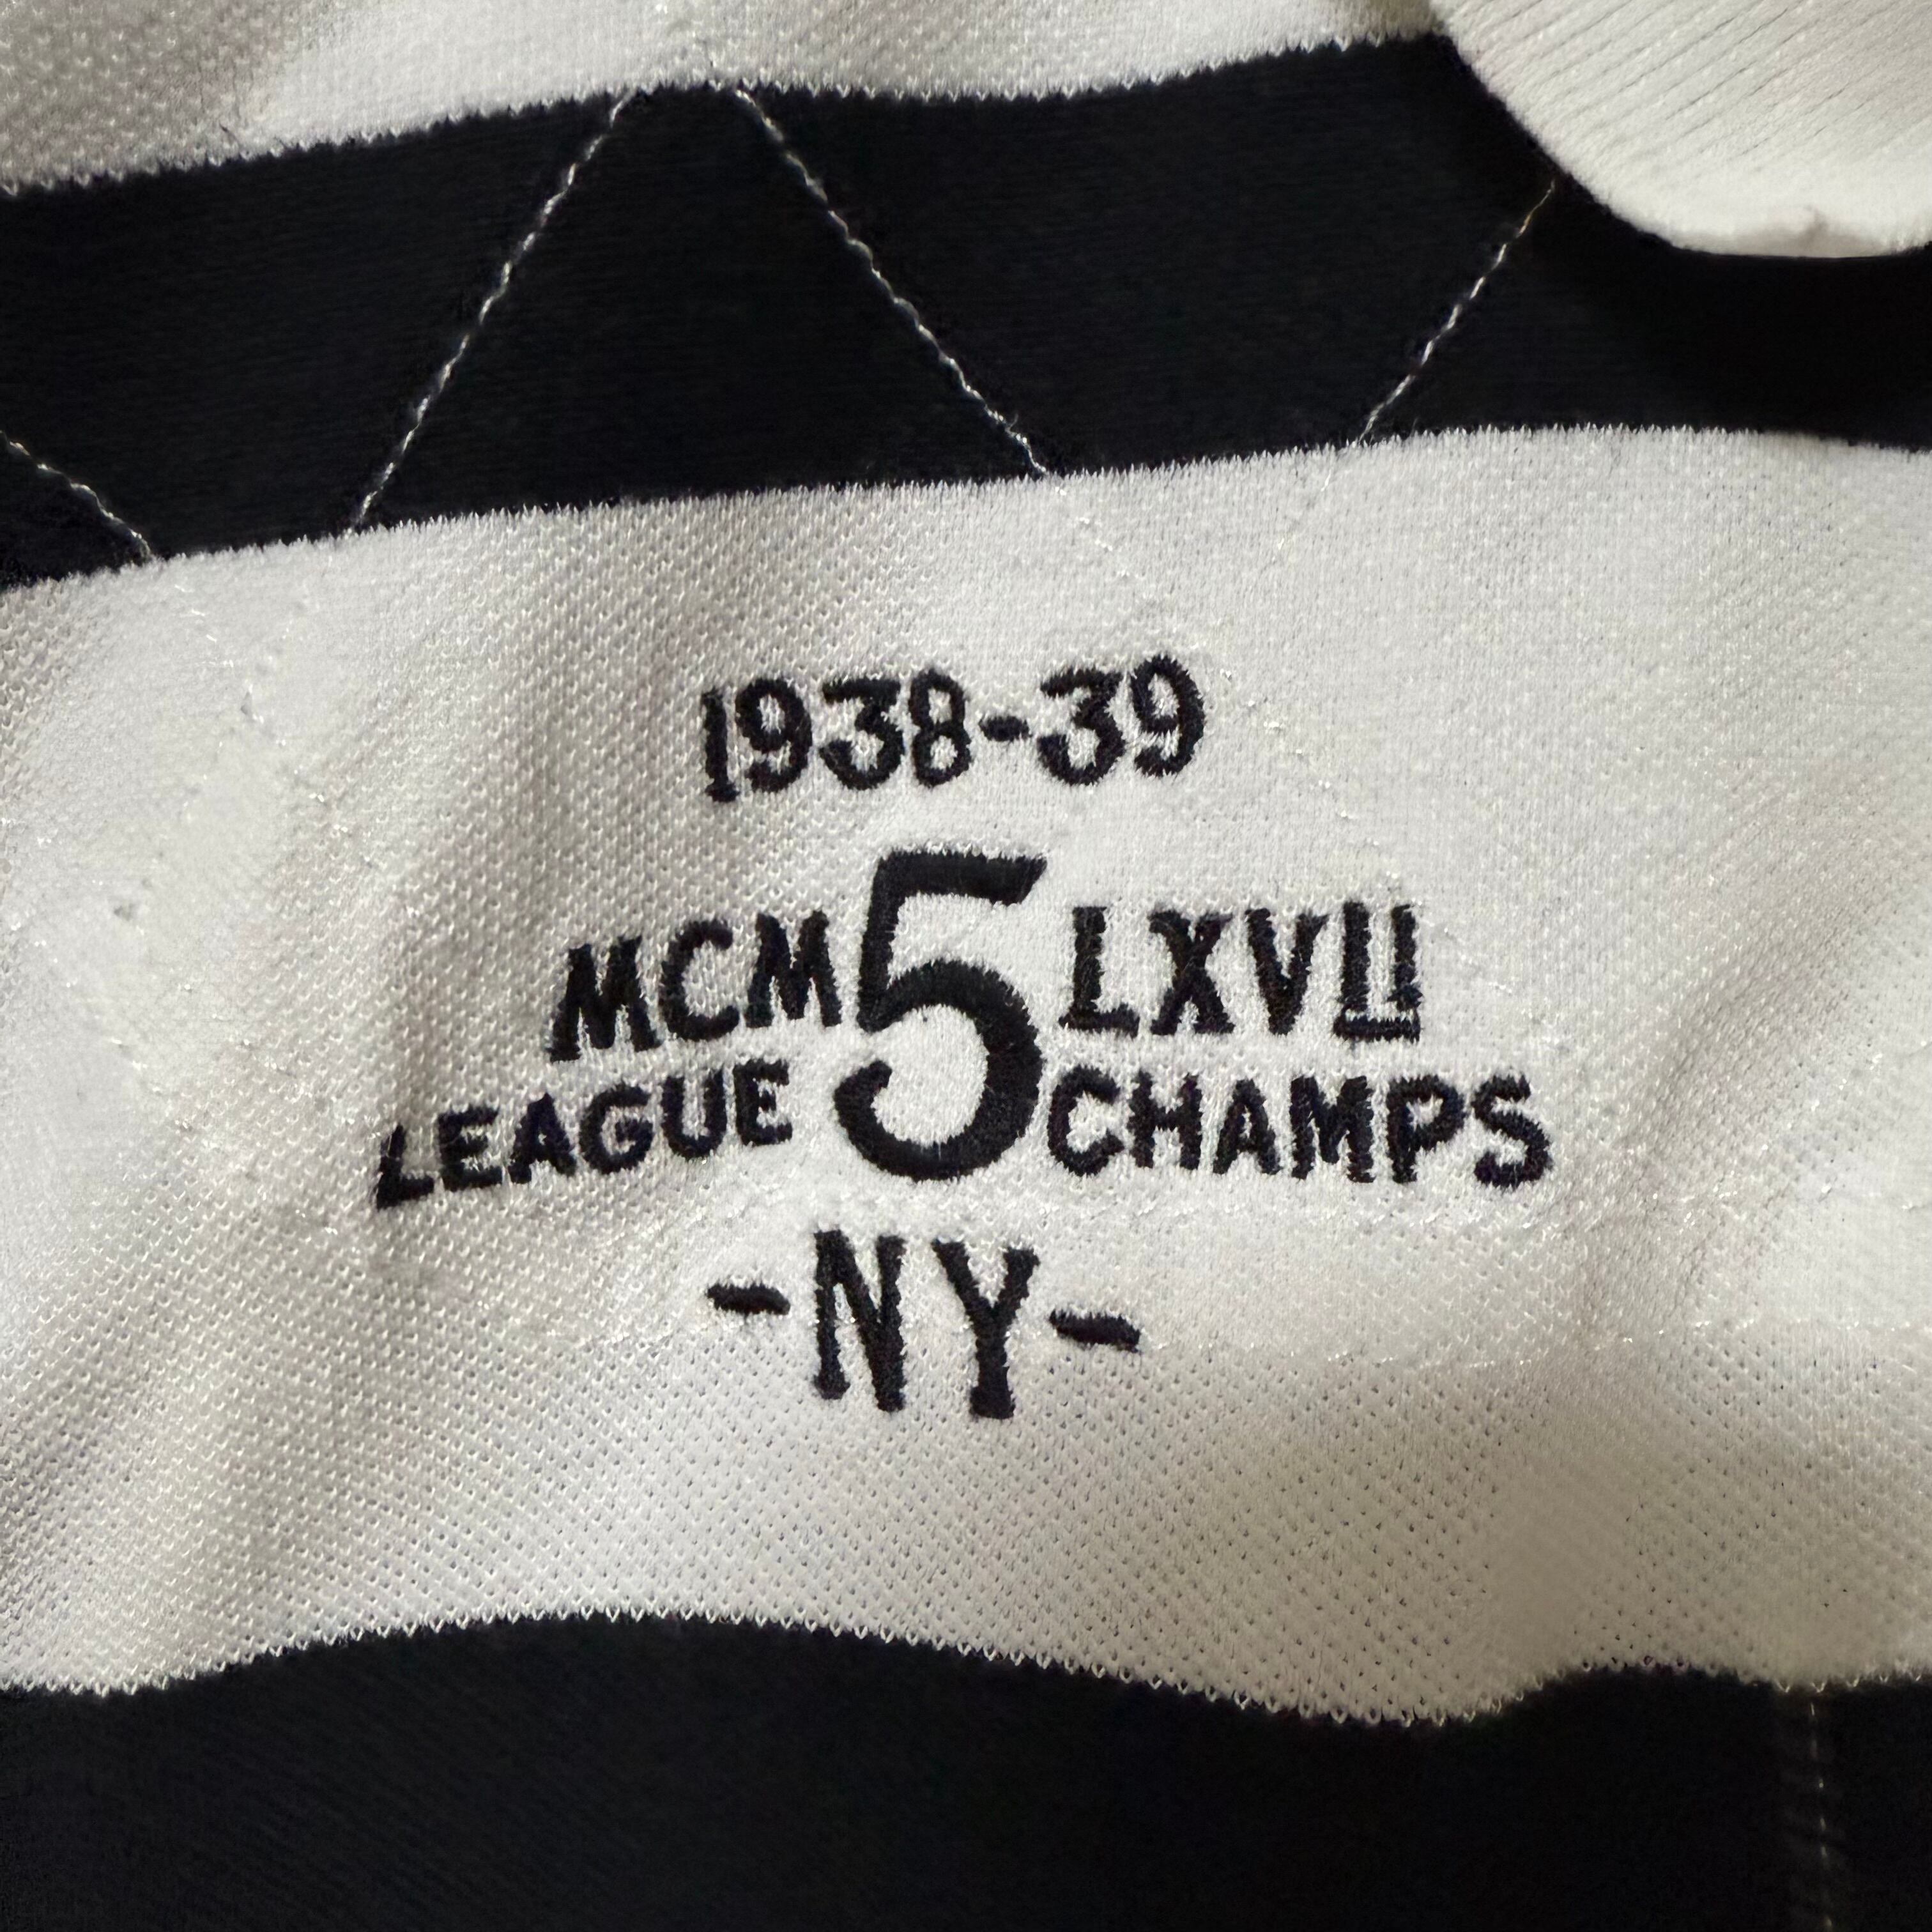 1938-39
MCM 5 LXVII
LEAGUE CHAMPS
-NY-